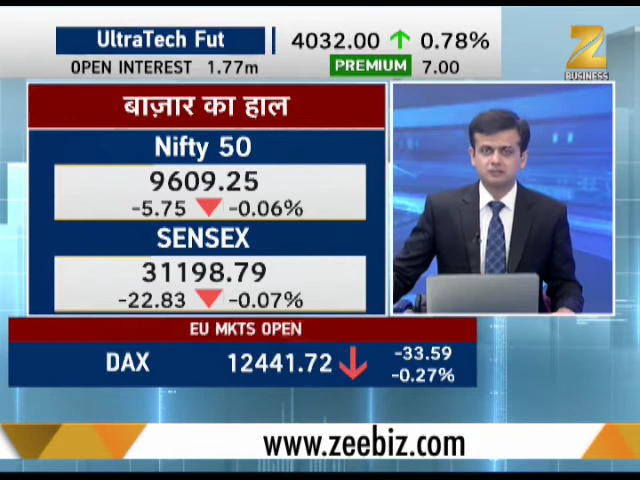 UltraTech Fut
4032.00 0.78%
OPEN INTEREST 1.77m
PREMIUM 7.00
Z
BUSINESS
बाज़ार का हाल
Nifty 50
9609.25
-5.75 -0.06%
SENSEX
31198.79
-22.83 -0.07%
EU MKTS OPEN
DAX 12441.72 -33.59
-0.27%
www.zeebiz.com